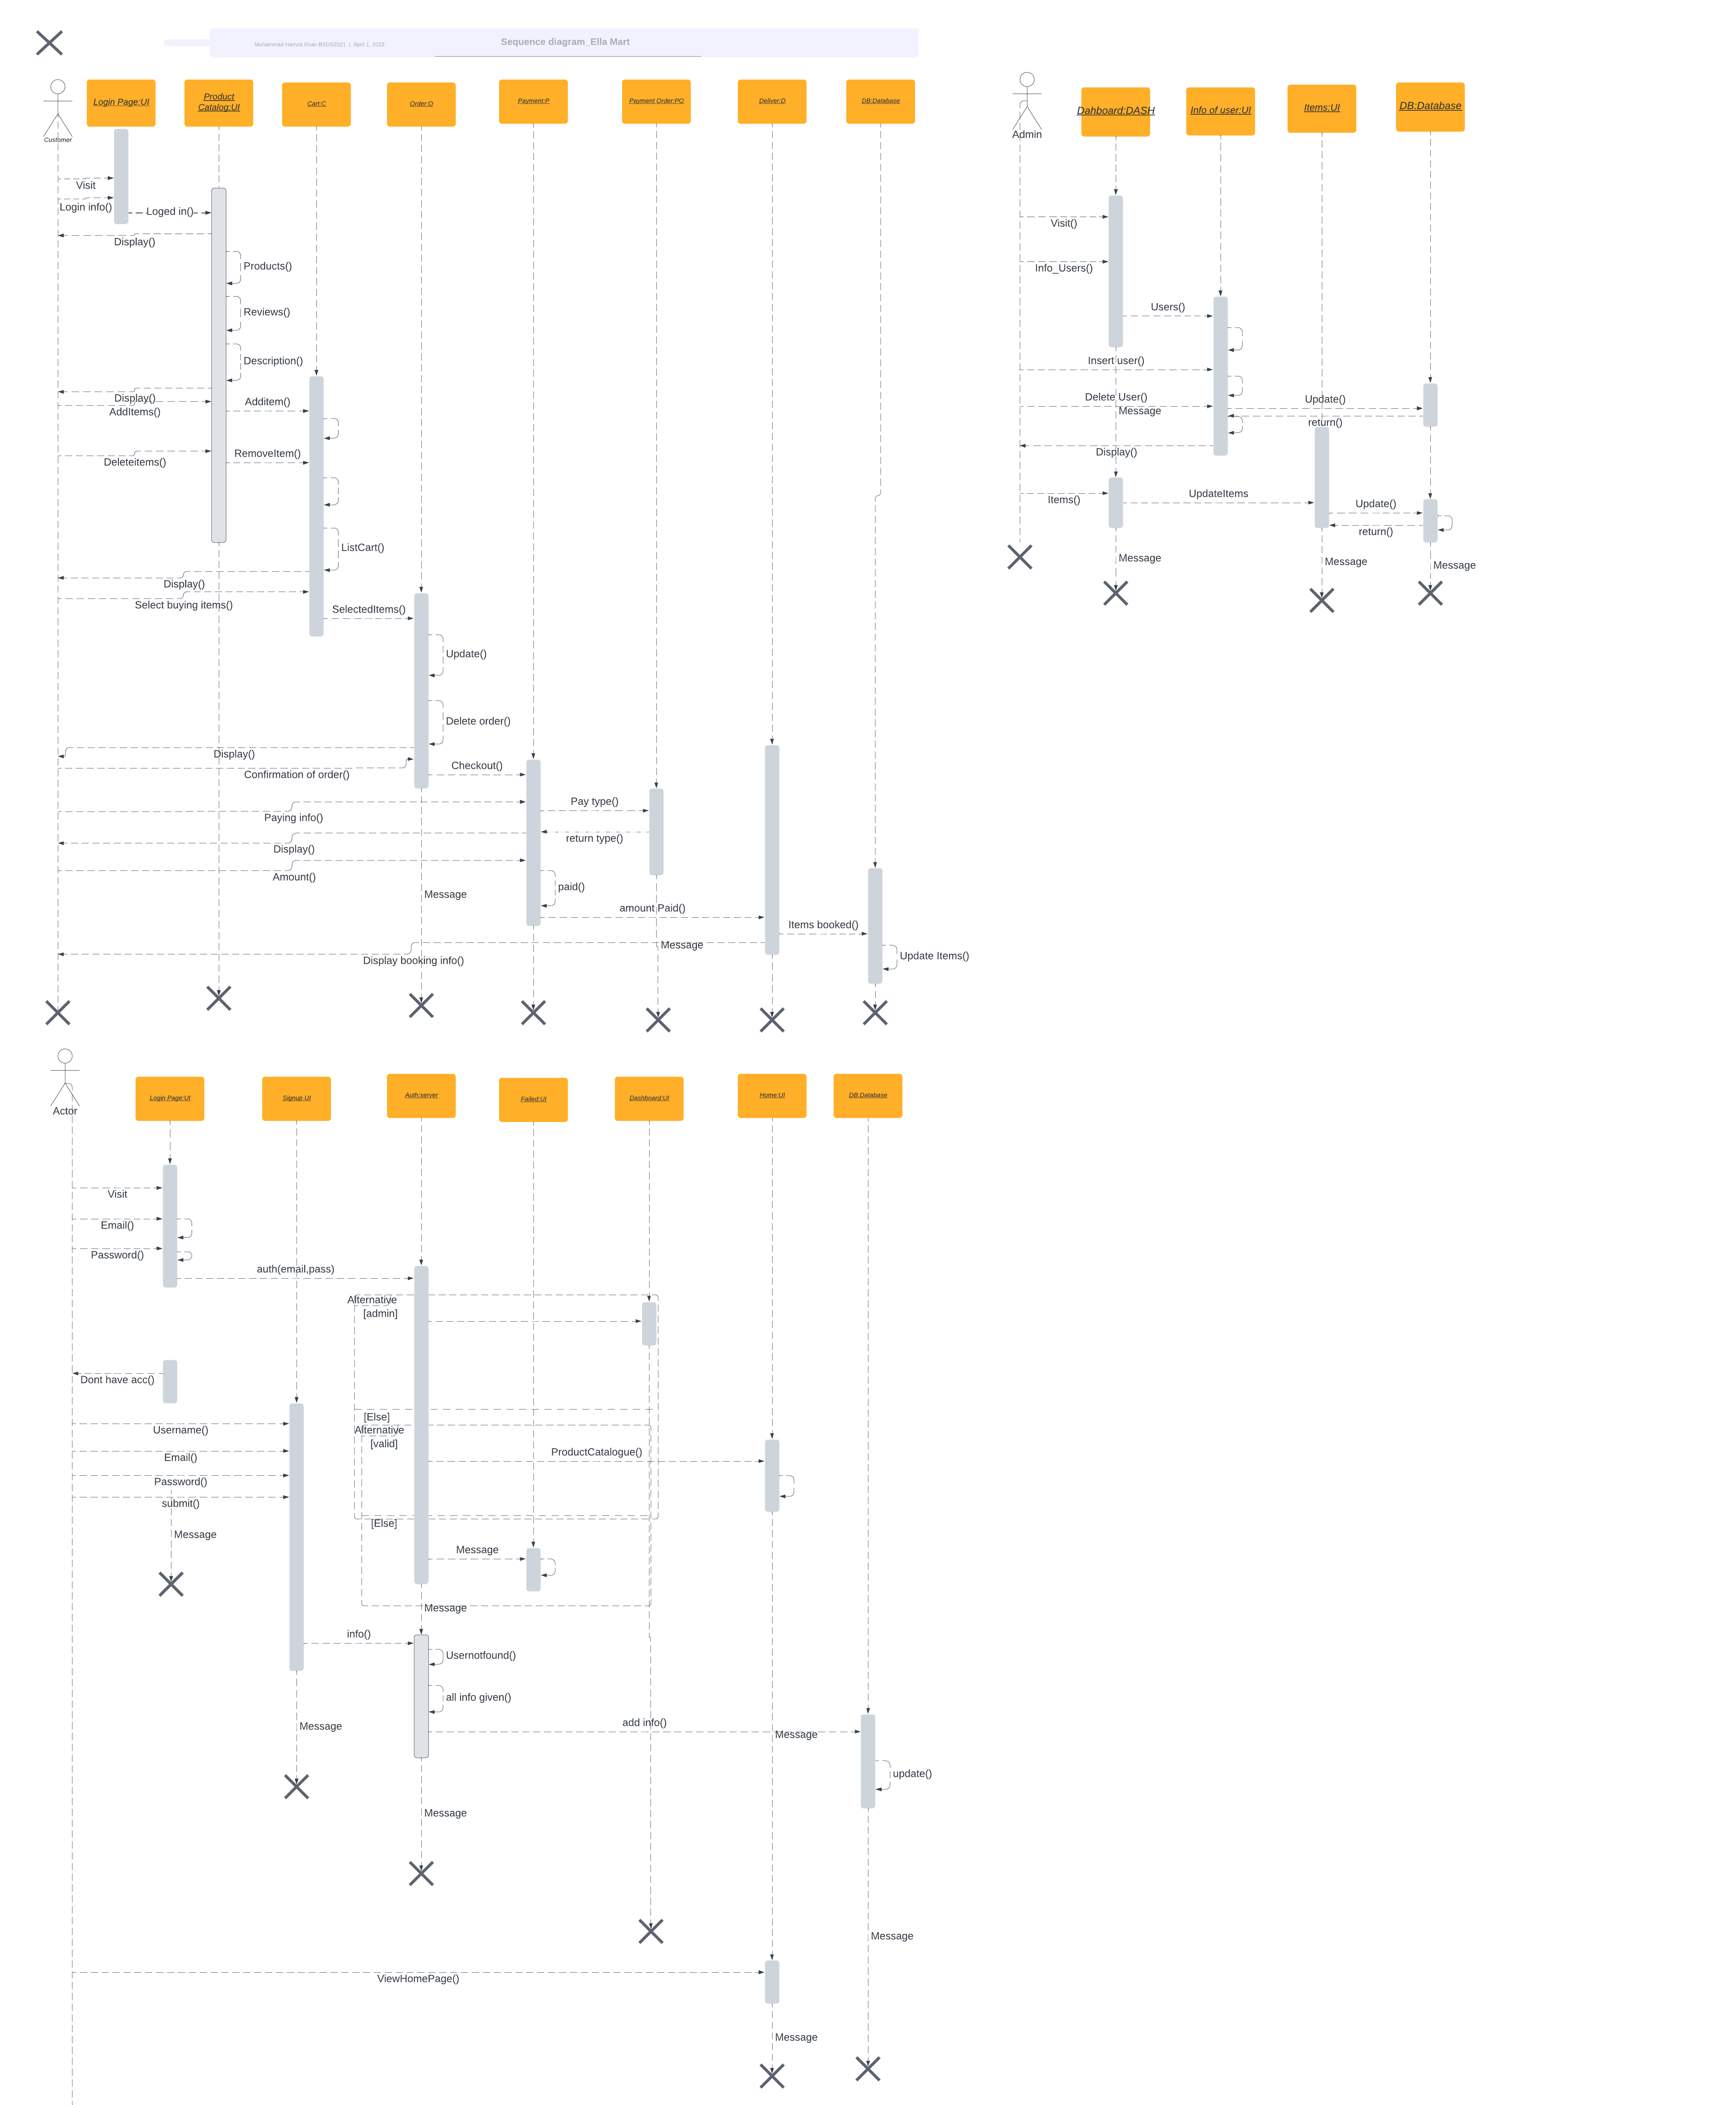 Muhammad Hamza Khan BSDS2021 | April 1, 2023
Sequence diagram_Ella Mart
Customer
Login Page:UI
Product
Catalog:UI
Cart:C
Order:O
Payment:P
Payment Order:PO
Deliver:D
DB:Database
Visit
Login info()
Loged in()
Display()
Products()
Reviews()
Description()
Display()
AddItems()
Additem()
Deleteitems()
RemoveItem()
ListCart()
Display()
Select buying items()
SelectedItems()
Update()
Delete order()
Display()
Confirmation of order()
Checkout()
Paying info()
Pay type()
return type()
Display()
Amount()
paid()
Message
amount Paid()
Items booked()
Message
Display booking info()
Update Items()
Admin
Dahboard:DASH
Info of user:UI
Items:UI
DB:Database
Visit()
Info_Users()
Users()
Insert user()
Delete User()
Message
Update()
return()
Display()
Items()
UpdateItems
Update()
return()
Message
Message
Message
Actor
Login Page:UI
Signup UI
Auth:server
Failed:UI
Dashboard:UI
Home:UI
DB:Database
Visit
Email()
Password()
auth(email,pass)
Alternative
[admin]
Dont have acc()
[Else]
Alternative
[valid]
Username()
ProductCatalogue()
Email()
Password()
submit()
[Else]
Message
Message
Message
info()
Usernotfound()
all info given()
add info()
Message
Message
update()
Message
Message
ViewHomePage()
Message